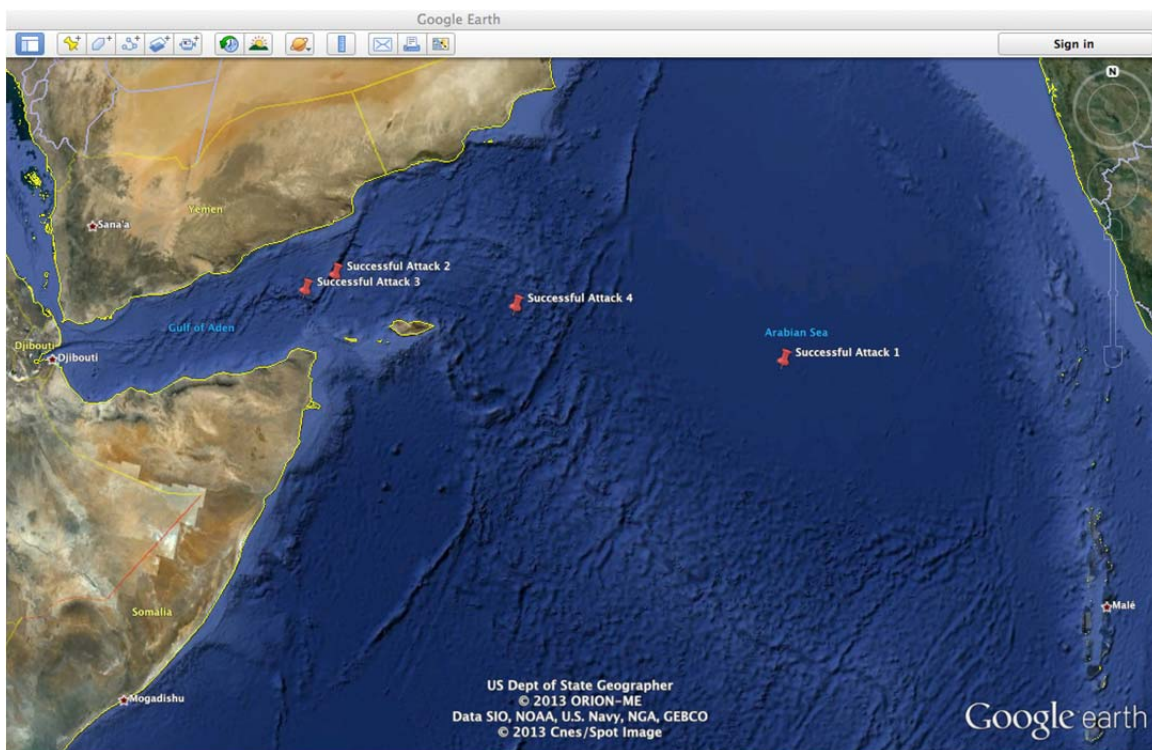 Google Earth
Sign in
N
Sana'a
Yemen
Successful Attack 2
Successful Attack 3
Successful Attack 4
Gulf of Aden
Arabian Sea
Djibouti
Djibouti
Successful Attack 1
Malé
Somalia
Mogadishu
US Dept of State Geographer
© 2013 ORION-ME
Data SIO, NOAA, U.S. Navy, NGA, GEBCO
© 2013 Cnes/Spot Image
Google earth